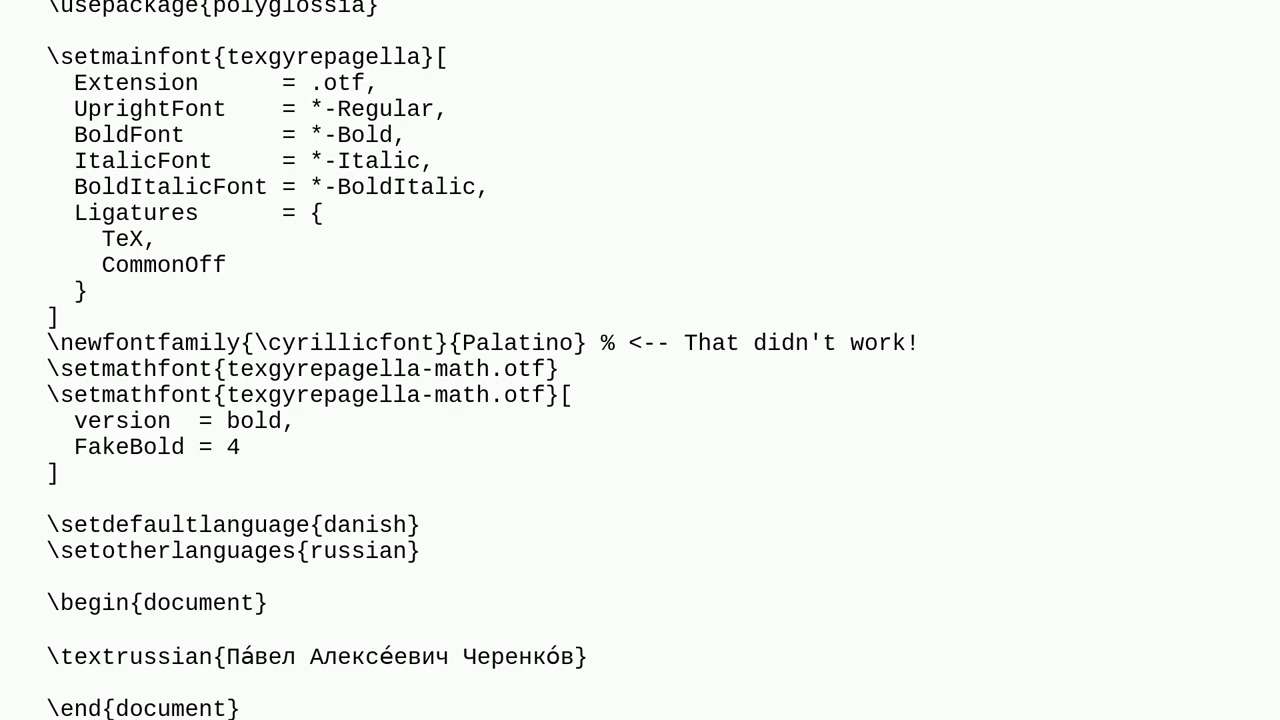 \usepackage{polyglossia}
\setmainfont{texgyrepagella}[
  Extension      = .otf,
  UprightFont    = *-Regular,
  BoldFont       = *-Bold,
  ItalicFont     = *-Italic,
  BoldItalicFont = *-BoldItalic,
  Ligatures      = {
    TeX,
    CommonOff
  }
]
\newfontfamily{\cyrillicfont}{Palatino} % <-- That didn't work!
\setmathfont{texgyrepagella-math.otf}
\setmathfont{texgyrepagella-math.otf}[
  version  = bold,
  FakeBold = 4
]
\setdefaultlanguage{danish}
\setotherlanguages{russian}
\begin{document}
\textrussian{Па́вел Алексе́евич Черенко́в}
\end{document}